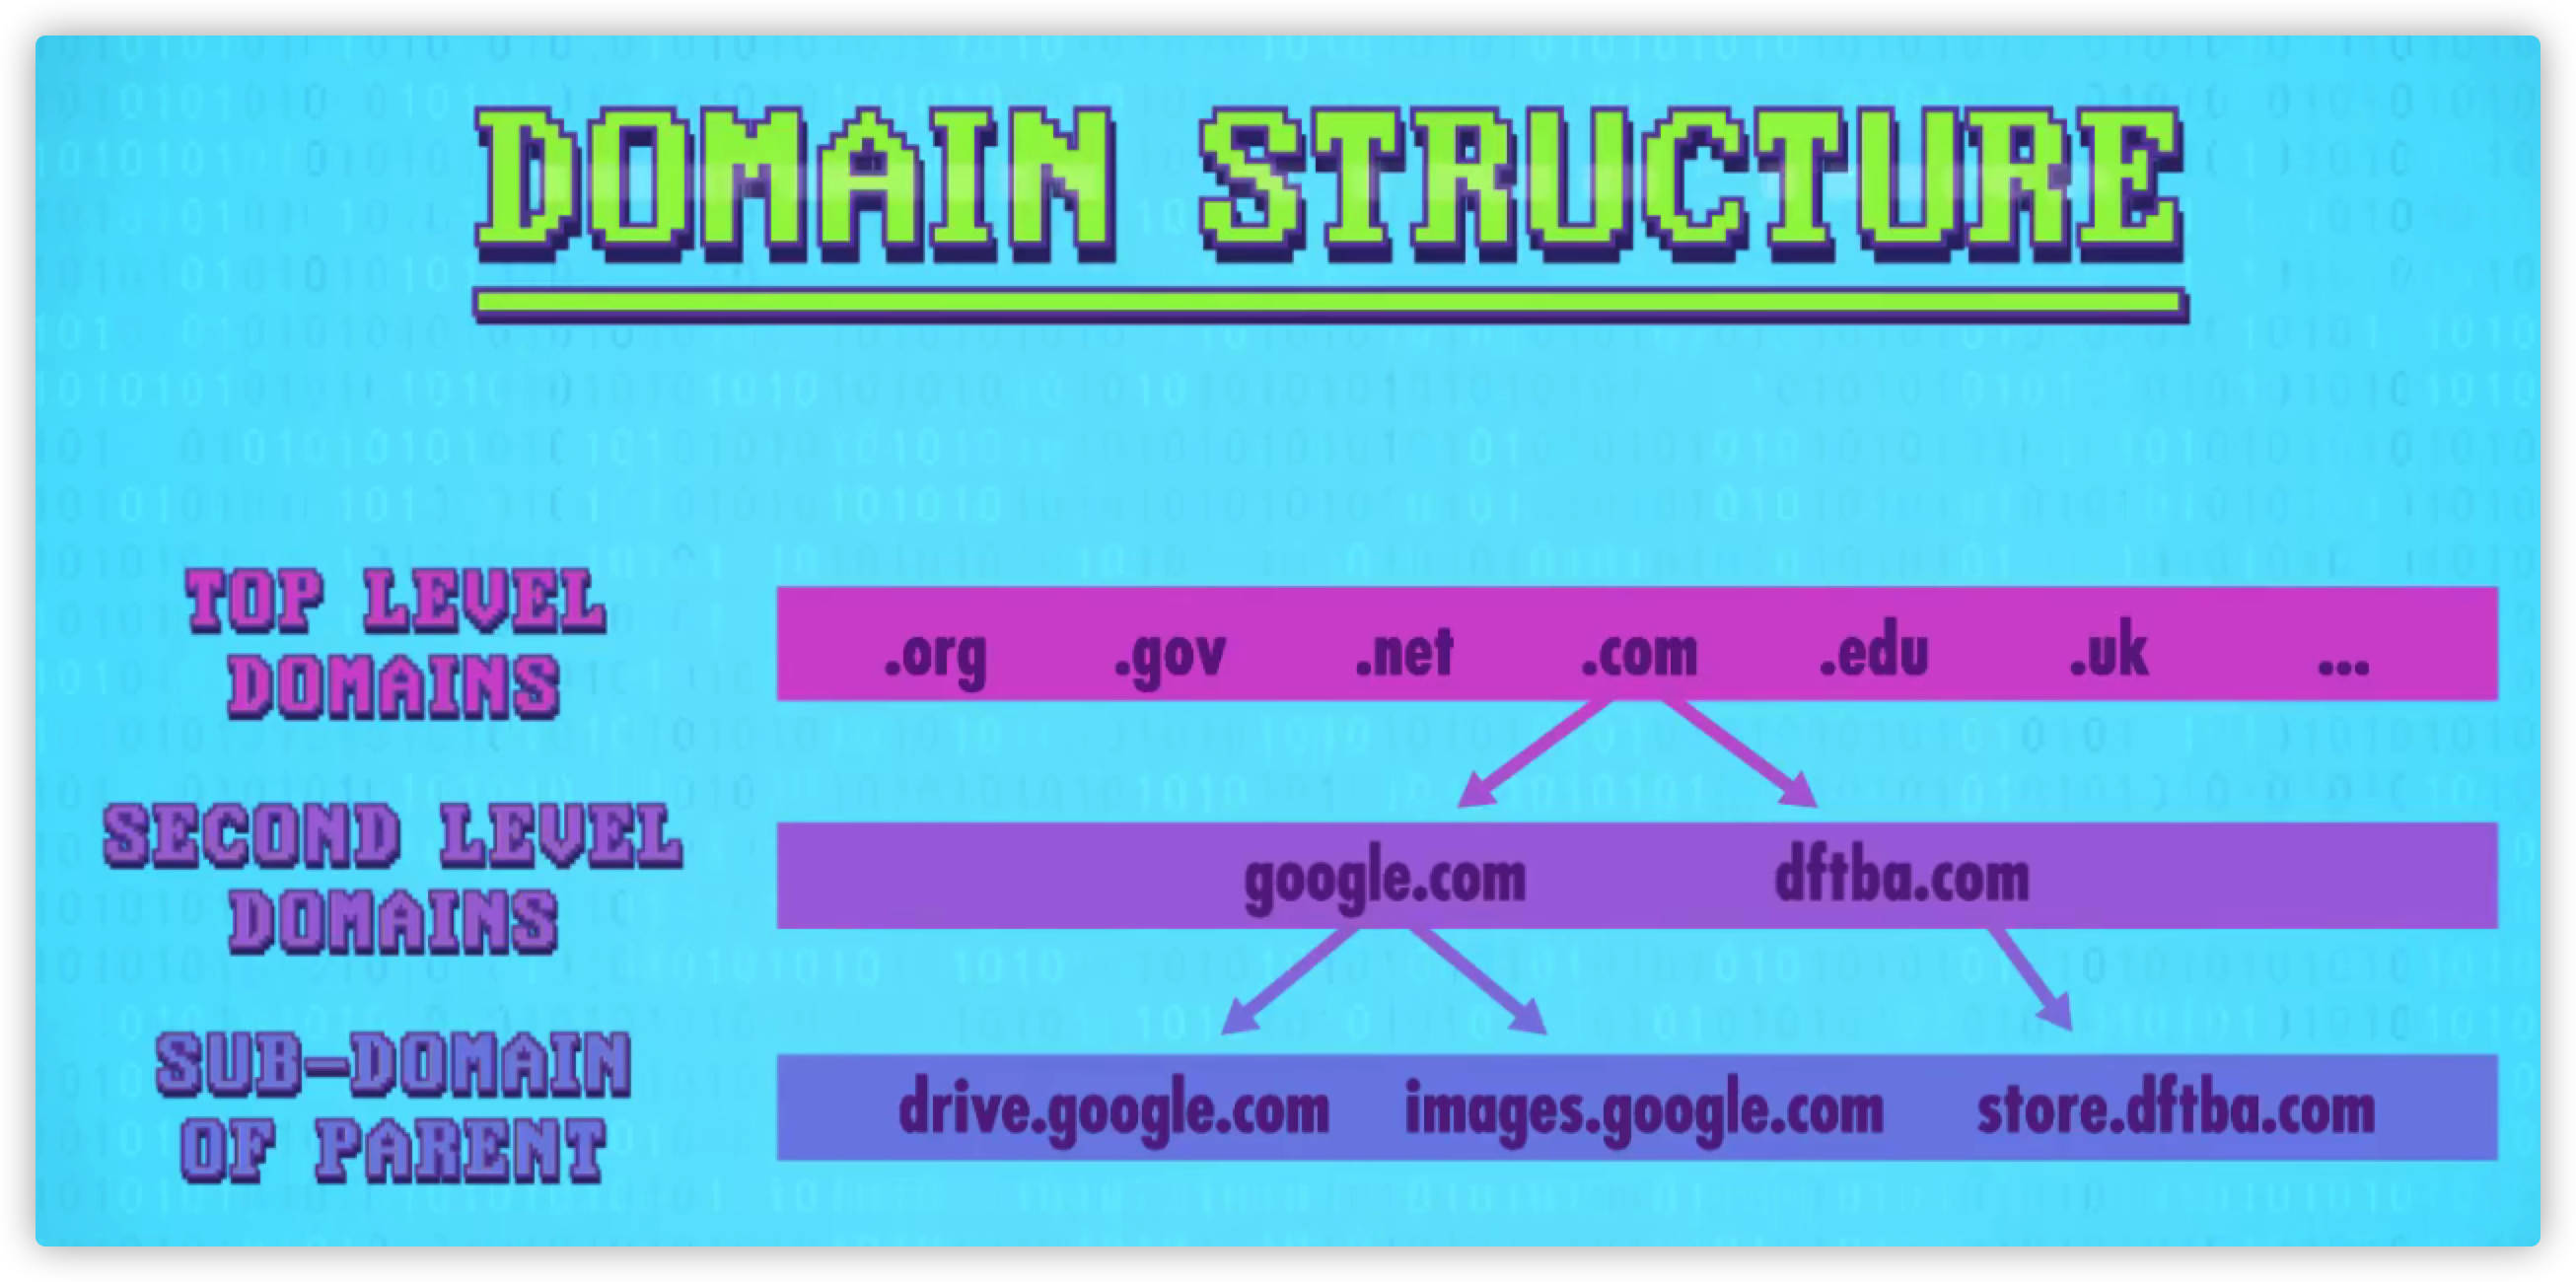 DOMAIN STRUCTURE
TOP LEVEL
DOMAINS
.org .gov .net .com .edu .uk ...
SECOND LEVEL
DOMAINS
google.com dftba.com
SUB-DOMAIN
OF PARENT
drive.google.com images.google.com store.dftba.com